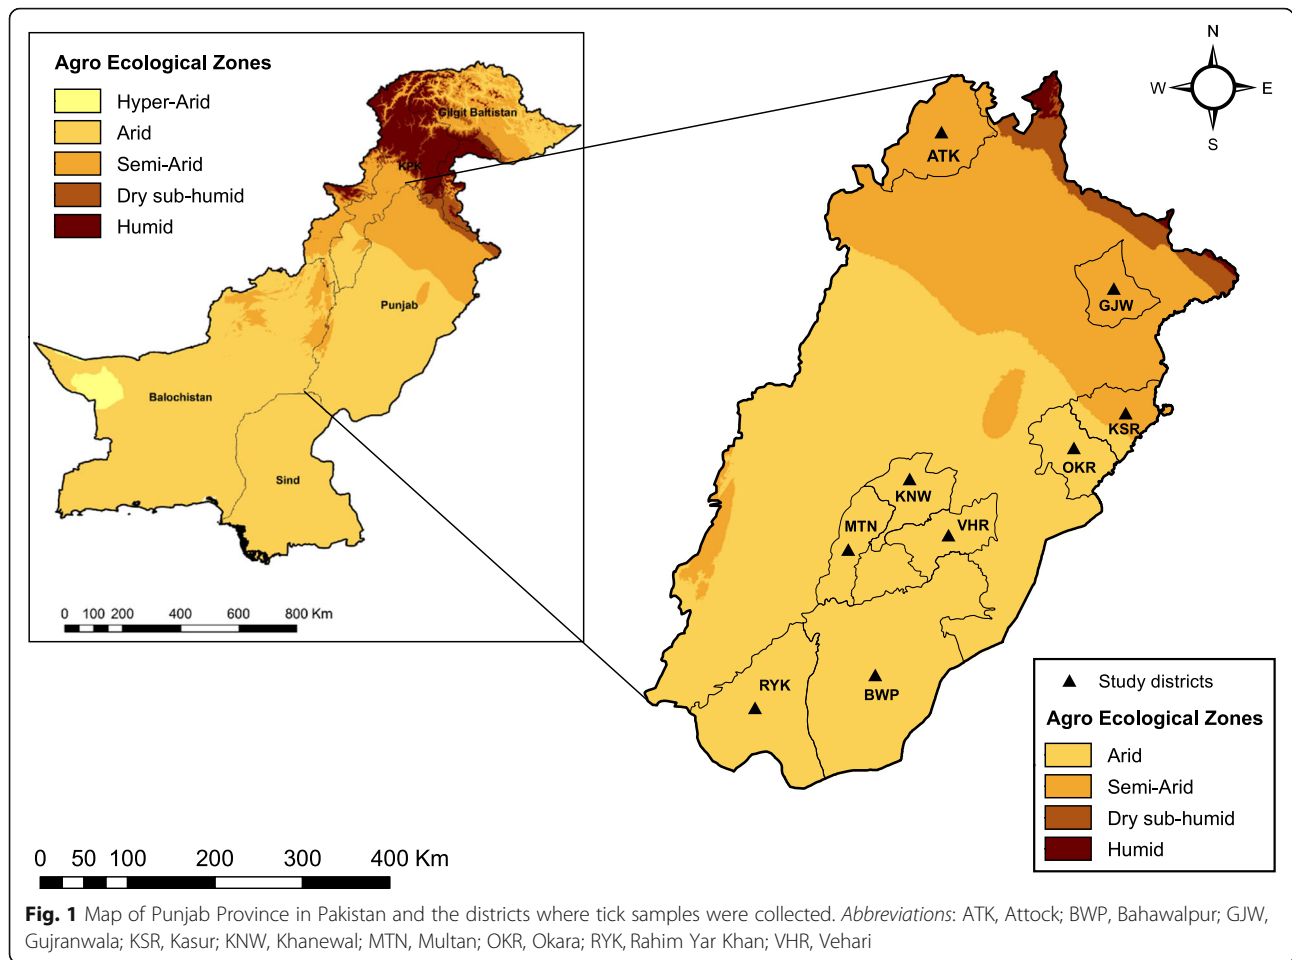 Agro Ecological Zones
Hyper-Arid
Arid
Semi-Arid
Dry sub-humid
Humid
Gilgit Baltistan
KPK
Punjab
Balochistan
Sind
0 100 200 400 600 800 Km
N
W E
S
ATK
GJW
KSR
OKR
KNW
MTN
VHR
RYK
BWP
Study districts
Agro Ecological Zones
Arid
Semi-Arid
Dry sub-humid
Humid
0 50 100 200 300 400 Km
Fig. 1 Map of Punjab Province in Pakistan and the districts where tick samples were collected. Abbreviations: ATK, Attock; BWP, Bahawalpur; GJW,
Gujranwala; KSR, Kasur; KNW, Khanewal; MTN, Multan; OKR, Okara; RYK, Rahim Yar Khan; VHR, Vehari